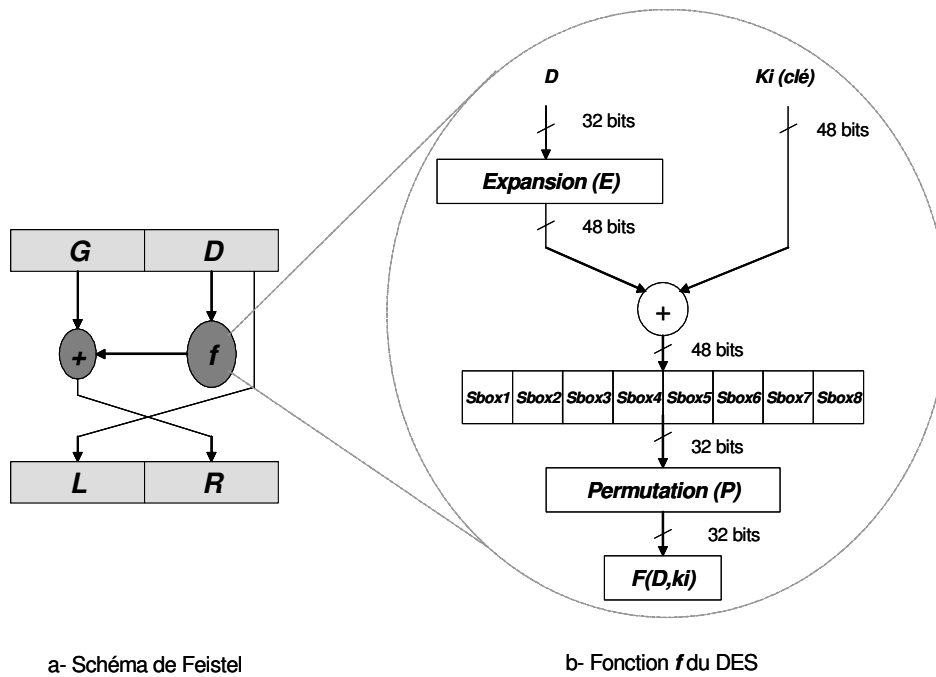 D
Ki (clé)
32 bits
48 bits
Expansion (E)
48 bits
G
D
+
f
+
48 bits
Sbox1 Sbox2 Sbox3 Sbox4 Sbox5 Sbox6 Sbox7 Sbox8
32 bits
L
R
Permutation (P)
32 bits
F(D,ki)
a- Schéma de Feistel
b- Fonction f du DES